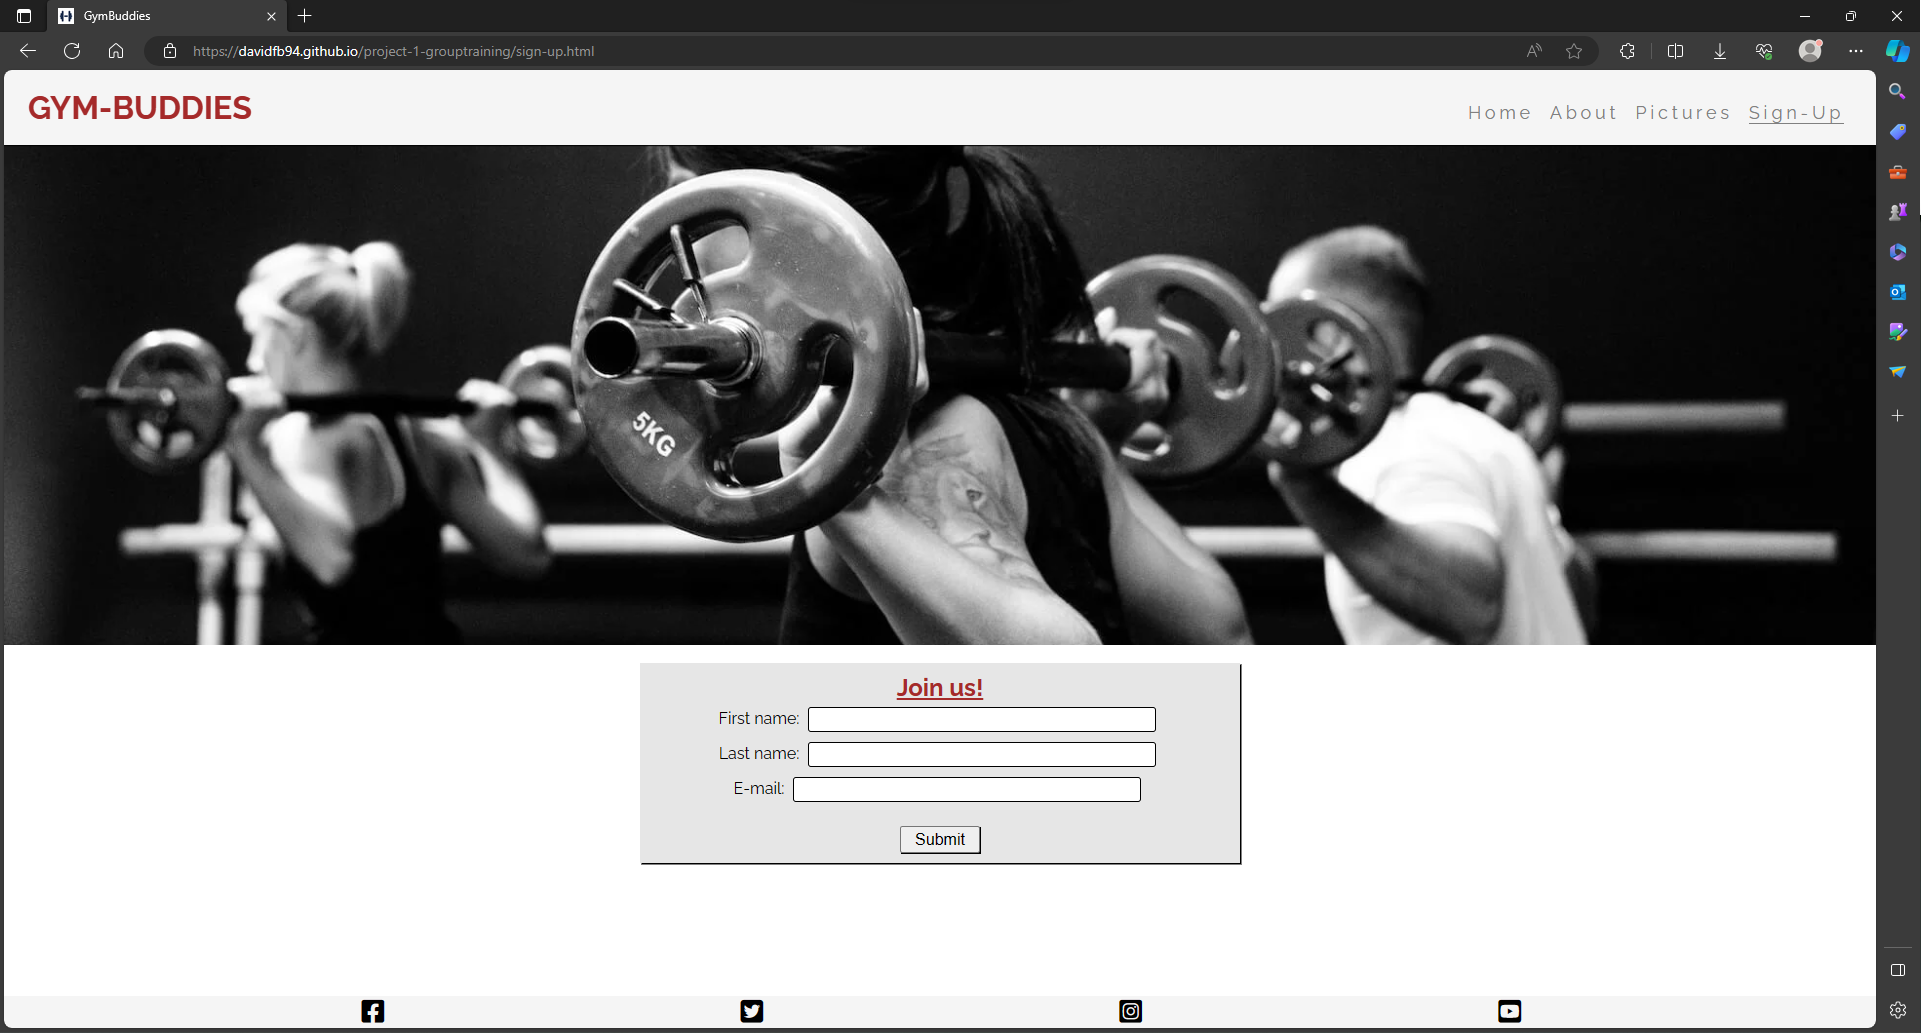 GymBuddies
https://davidfb94.github.io/project-1-grouptraining/sign-up.html
GYM-BUDDIES
Home About Pictures Sign-Up
5KG
Join us!
First name:
Last name:
E-mail:
Submit